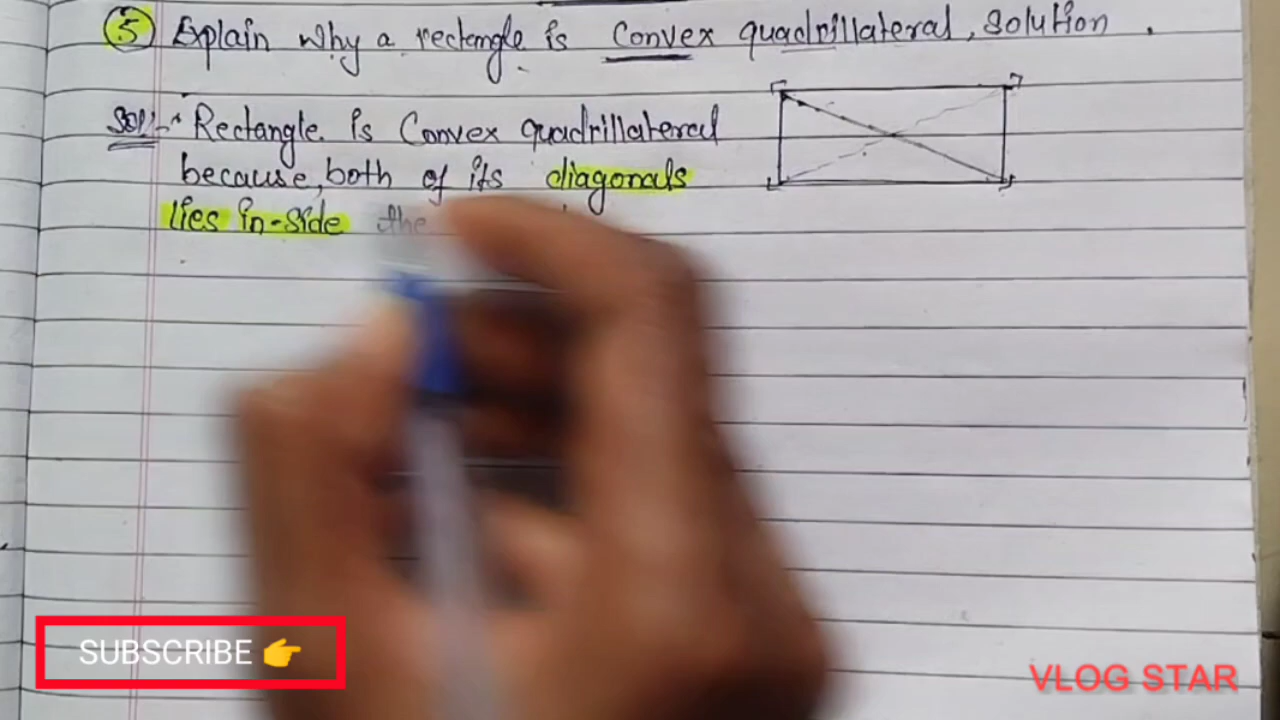 5 Explain why a rectangle is convex quadrillateral, solution .
Sol:- Rectangle is Convex quadrillateral
because, both of its diagonals
lies in-side the
SUBSCRIBE 👉
VLOG STAR